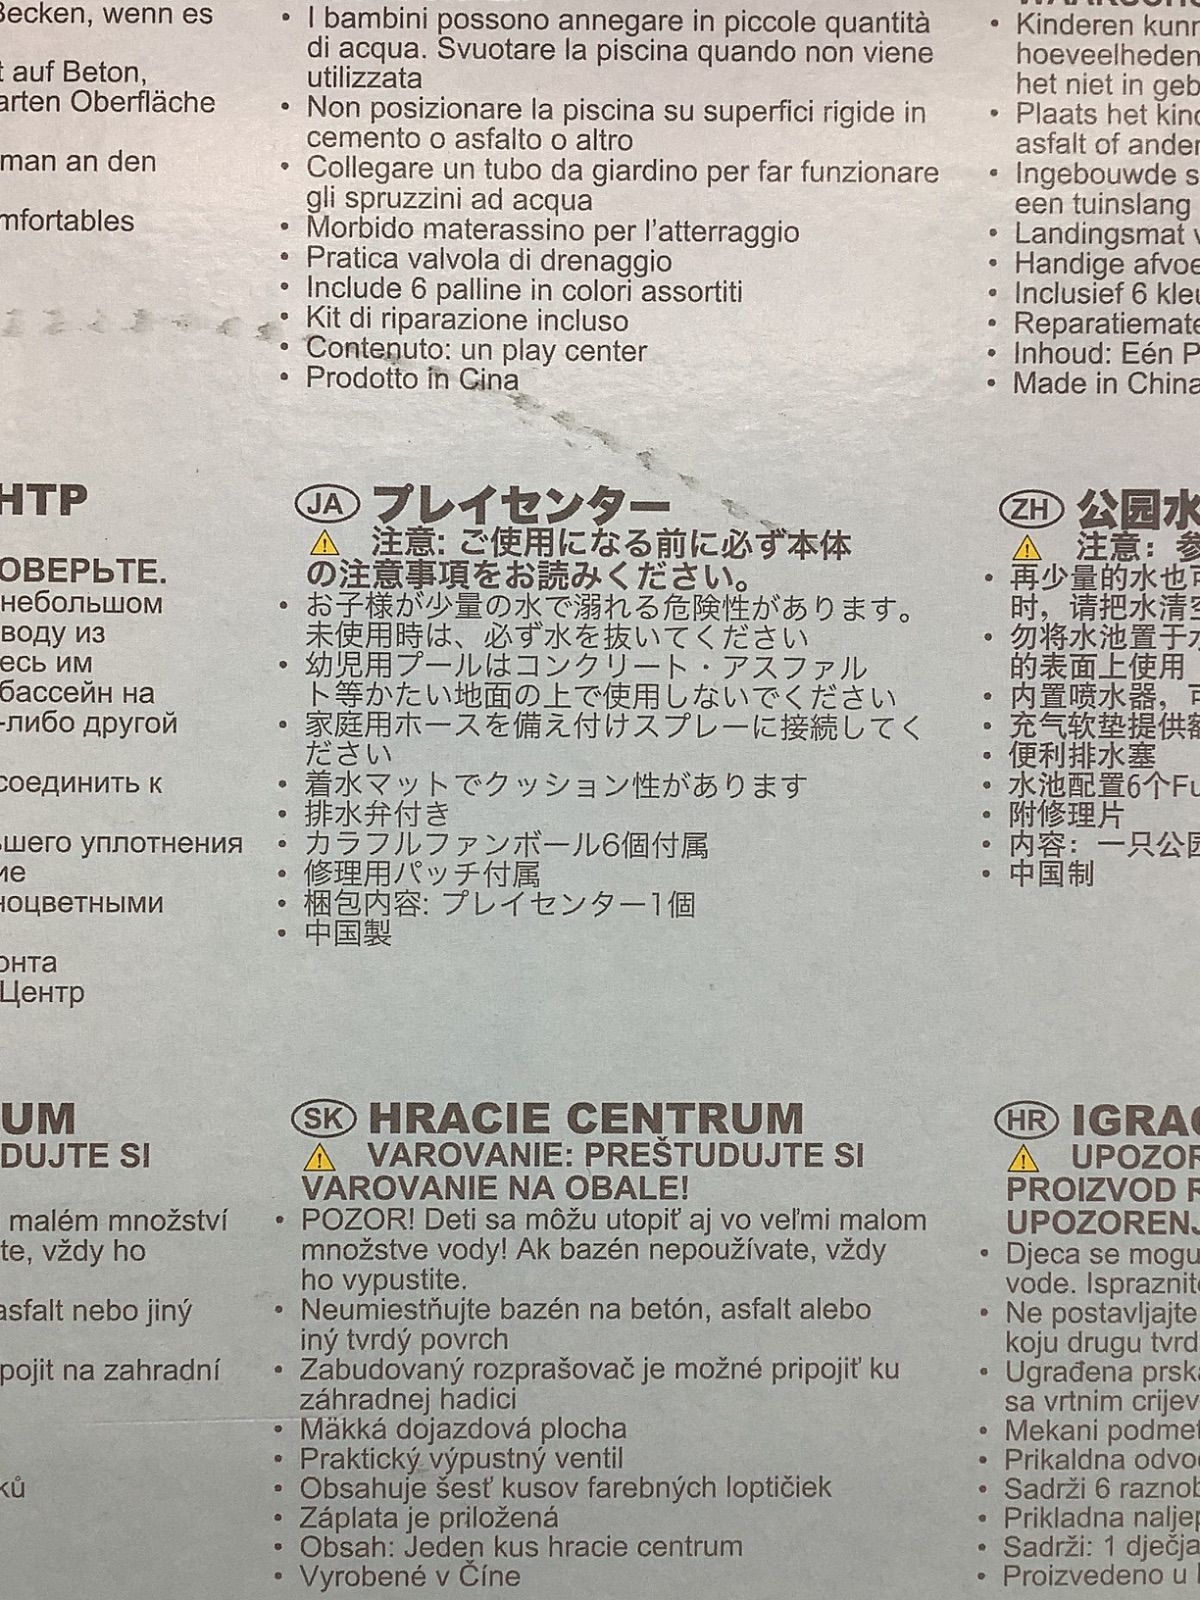 Becken, wenn es
t auf Beton,
arten Oberfläche
man an den
mfortables
• I bambini possono annegare in piccole quantità
di acqua. Svuotare la piscina quando non viene
utilizzata
• Non posizionare la piscina su superfici rigide in
cemento o asfalto o altro
• Collegare un tubo da giardino per far funzionare
gli spruzzini ad acqua
• Morbido materassino per l'atterraggio
• Pratica valvola di drenaggio
• Include 6 palline in colori assortiti
• Kit di riparazione incluso
• Contenuto: un play center
• Prodotto in Cina
• Kinderen kunn
hoeveelheden
het niet in geb
• Plaats het kind
asfalt of ander
• Ingebouwde s
een tuinslang
• Landingsmat v
• Handige afvoe
• Inclusief 6 kleu
• Reparatiemate
• Inhoud: Eén P
• Made in China
НТР
ОВЕРЬТЕ.
небольшом
воду из
есь им
бассейн на
-либо другой
соединить к
ьшего уплотнения
ие
ноцветными
онта
Центр
JA プレイセンター
注意: ご使用になる前に必ず本体
の注意事項をお読みください。
• お子様が少量の水で溺れる危険性があります。
未使用時は、必ず水を抜いてください
• 幼児用プールはコンクリート・アスファル
ト等かたい地面の上で使用しないでください
• 家庭用ホースを備え付けスプレーに接続してく
ださい
• 着水マットでクッション性があります
• 排水弁付き
• カラフルファンボール6個付属
• 修理用パッチ付属
• 梱包内容: プレイセンター1個
• 中国製
ZH 公园水
注意：参
• 再少量的水也可
时，请把水清空
• 勿将水池置于水
的表面上使用
• 内置喷水器，可
• 充气软垫提供额
• 便利排水塞
• 水池配置6个Fu
• 附修理片
• 内容：一只公园
• 中国制
UM
DUJTE SI
malém množství
te, vždy ho
asfalt nebo jiný
pojit na zahradní
ků
SK HRACIE CENTRUM
VAROVANIE: PREŠTUDUJTE SI
VAROVANIE NA OBALE!
• POZOR! Deti sa môžu utopiť aj vo veľmi malom
množstve vody! Ak bazén nepoužívate, vždy
ho vypustite.
• Neumiestňujte bazén na betón, asfalt alebo
iný tvrdý povrch
• Zabudovaný rozprašovač je možné pripojiť ku
záhradnej hadici
• Mäkká dojazdová plocha
• Praktický výpustný ventil
• Obsahuje šesť kusov farebných loptičiek
• Záplata je priložená
• Obsah: Jeden kus hracie centrum
• Vyrobené v Číne
HR IGRAČ
UPOZOR
PROIZVOD R
UPOZORENJ
• Djeca se mogu
vode. Ispraznite
• Ne postavljajte
koju drugu tvrd
• Ugrađena prska
sa vrtnim crijev
• Mekani podmet
• Prikaldna odvo
• Sadrži 6 raznob
• Prikladna naljep
• Sadrži: 1 dječja
• Proizvedeno u